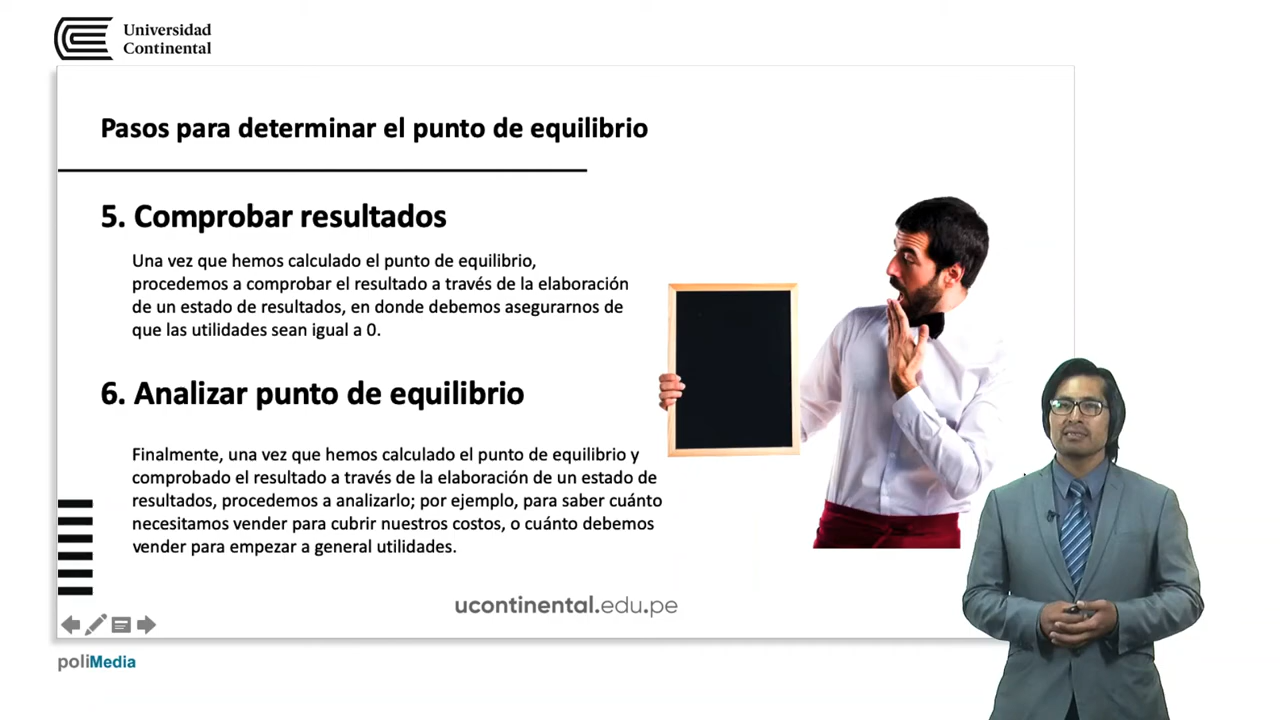 Universidad
Continental
Pasos para determinar el punto de equilibrio
5. Comprobar resultados
Una vez que hemos calculado el punto de equilibrio,
procedemos a comprobar el resultado a través de la elaboración
de un estado de resultados, en donde debemos asegurarnos de
que las utilidades sean igual a 0.
6. Analizar punto de equilibrio
Finalmente, una vez que hemos calculado el punto de equilibrio y
comprobado el resultado a través de la elaboración de un estado de
resultados, procedemos a analizarlo; por ejemplo, para saber cuánto
necesitamos vender para cubrir nuestros costos, o cuánto debemos
vender para empezar a general utilidades.
ucontinental.edu.pe
poliMedia